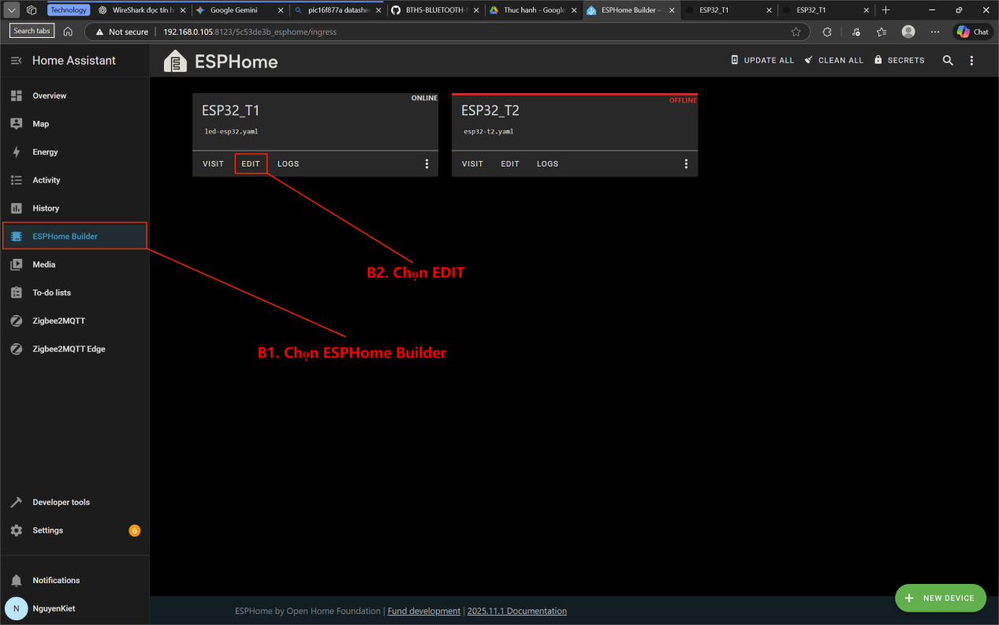 Technology
WireShark đọc tín h
Google Gemini
pic16f877a datashe
BTH5-BLUETOOTH-
Thuc hanh - Google
ESPHome Builder –
ESP32_T1
ESP32_T1
Search tabs
Not secure
192.168.0.105:8123/5c53de3b_esphome/ingress
Chat
Home Assistant
ESPHome
UPDATE ALL
CLEAN ALL
SECRETS
Overview
Map
Energy
Activity
History
ESPHome Builder
Media
To-do lists
Zigbee2MQTT
Zigbee2MQTT Edge
ONLINE
ESP32_T1
led-esp32.yaml
VISIT
EDIT
LOGS
OFFLINE
ESP32_T2
esp32-t2.yaml
VISIT
EDIT
LOGS
B2. Chọn EDIT
B1. Chọn ESPHome Builder
Developer tools
Settings
6
Notifications
N
NguyenKiet
ESPHome by Open Home Foundation | Fund development | 2025.11.1 Documentation
NEW DEVICE